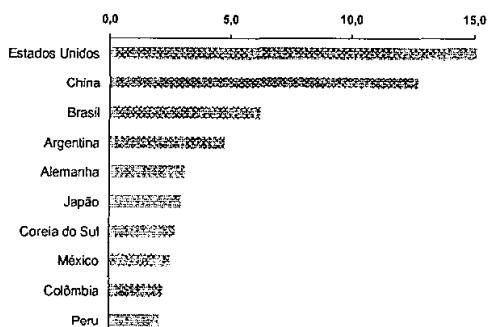 0,0 5,0 10,0 15,0
Estados Unidos
China
Brasil
Argentina
Alemanha
Japão
Coreia do Sul
México
Colômbia
Peru